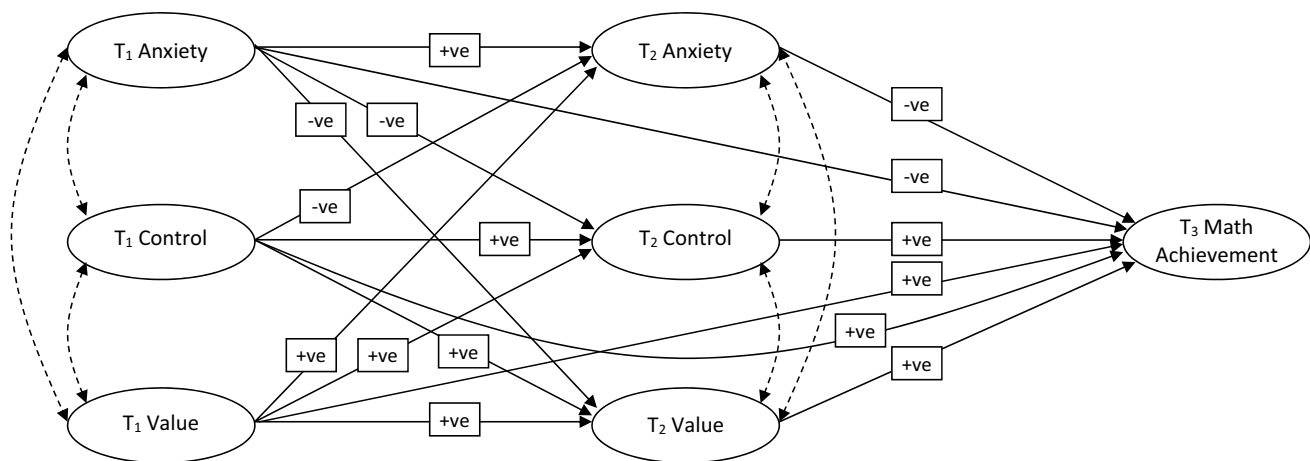 T₁ Anxiety
+ve
T₂ Anxiety
-ve
-ve
-ve
-ve
-ve
T₁ Control
+ve
T₂ Control
+ve
T₃ Math
Achievement
+ve
+ve
+ve
+ve
+ve
+ve
T₁ Value
+ve
T₂ Value